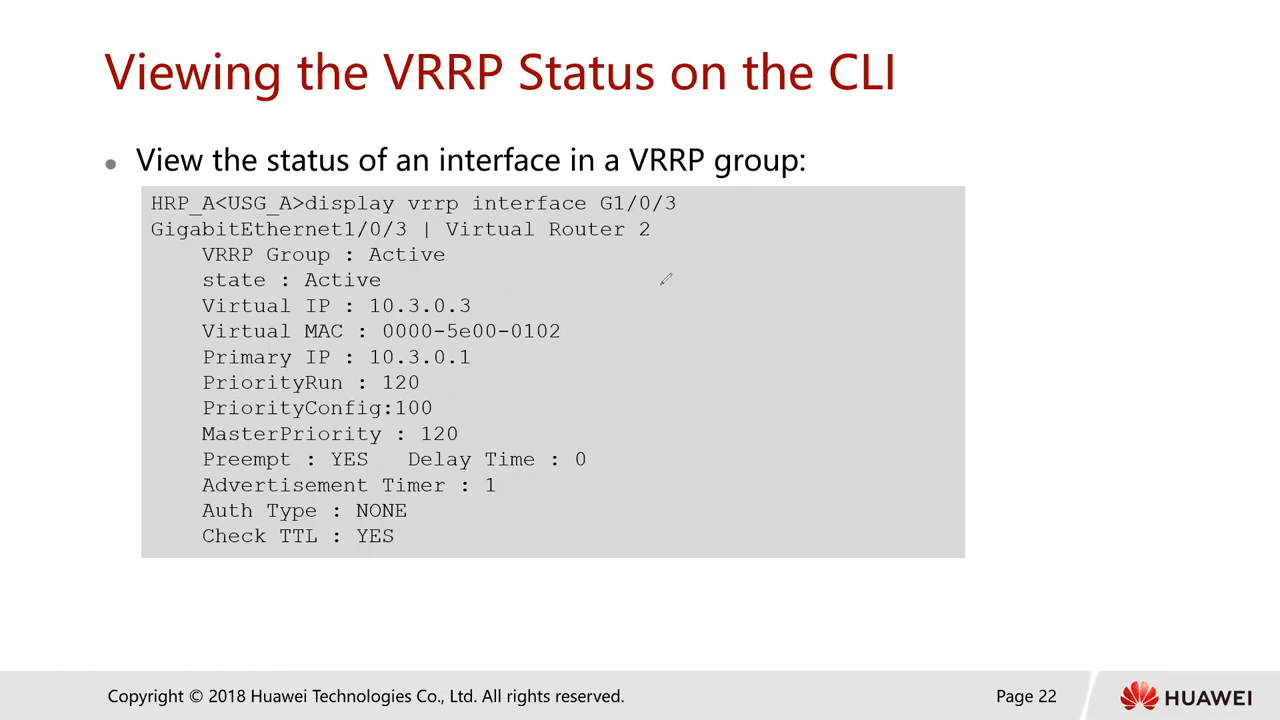 Viewing the VRRP Status on the CLI
● View the status of an interface in a VRRP group:
HRP_A<USG_A>display vrrp interface G1/0/3
GigabitEthernet1/0/3 | Virtual Router 2
VRRP Group : Active
state : Active
Virtual IP : 10.3.0.3
Virtual MAC : 0000-5e00-0102
Primary IP : 10.3.0.1
PriorityRun : 120
PriorityConfig:100
MasterPriority : 120
Preempt : YES   Delay Time : 0
Advertisement Timer : 1
Auth Type : NONE
Check TTL : YES
Copyright © 2018 Huawei Technologies Co., Ltd. All rights reserved.
Page 22
HUAWEI